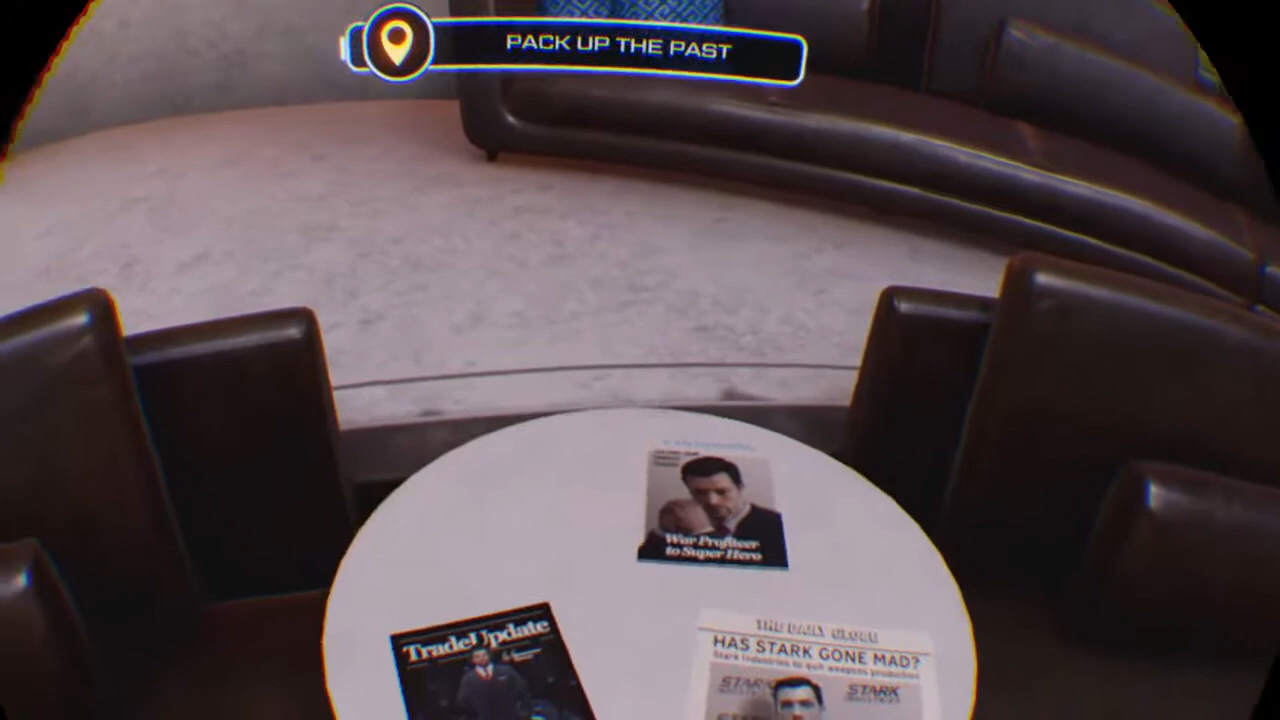 PACK UP THE PAST
War Profiteer
to Super Hero
TradeUpdate
THE DAILY GLOBE
HAS STARK GONE MAD?
Stark Industries to quit weapons production
STARK
STARK
INDUSTRIES